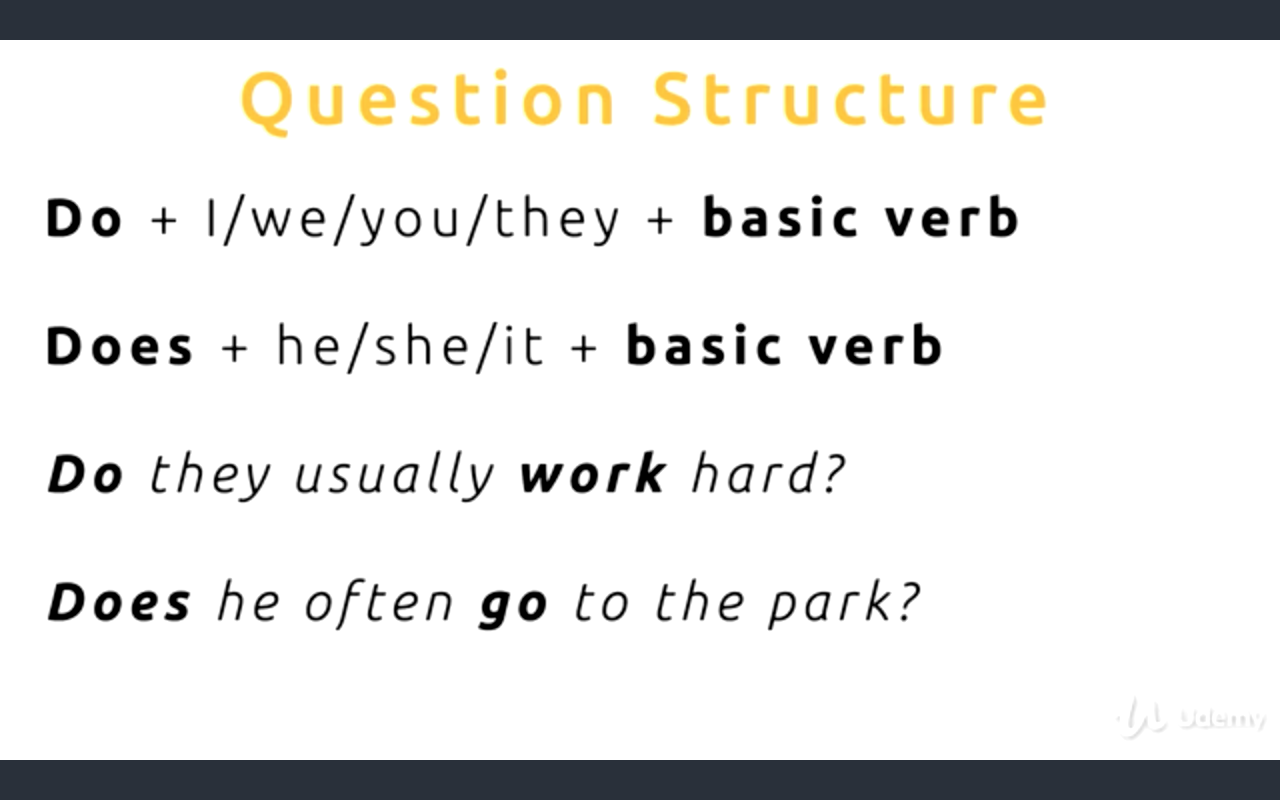 Question Structure
Do + I/we/you/they + basic verb
Does + he/she/it + basic verb
Do they usually work hard?
Does he often go to the park?
Udemy